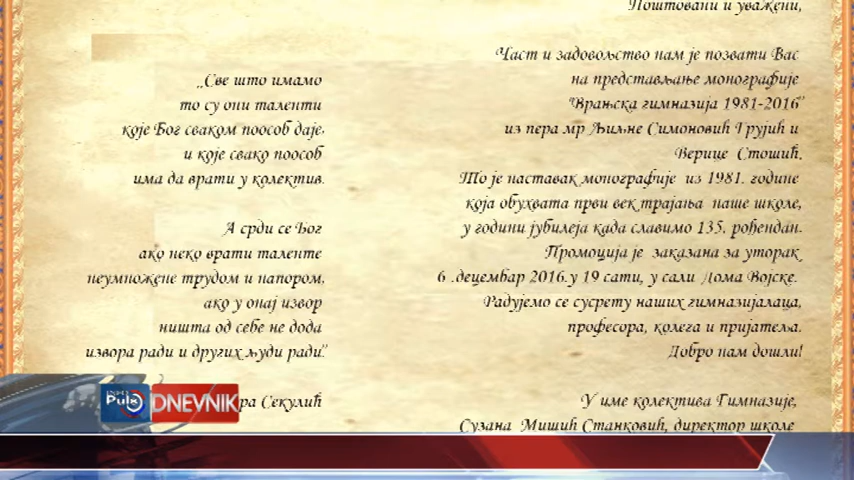 „Све што имамо
то су они таленти
које Бог сваком пооособ даје,
и које свако поособ
има да врати у колектив.
А срди се Бог
ако неко врати таленте
неумножене трудом и напором,
ако у онај извор
ништа од себе не дода
извора ради и других људи ради”.
ра Секулић
Поштовани и уважени,
Част и задовољство нам је позвати Вас
на представљање монографије
Врањска гимназија 1981-2016”
из пера мр Љиљне Симоновић Грујић и
Верице Стошић.
То је наставак монографије из 1981. године
која обухвата први век трајања наше школе,
у години јубилеја када славимо 135. рођендан.
Промоција је заказана за уторак
6 .децембар 2016.у 19 сати, у сали Дома Војске.
Радујемо се сусрету наших гимназијалаца,
професора, колега и пријатеља.
Добро нам дошли!
У име колектива Гимназије,
Сузана Мишић Станковић, директор школе
Puls
DNEVNIK